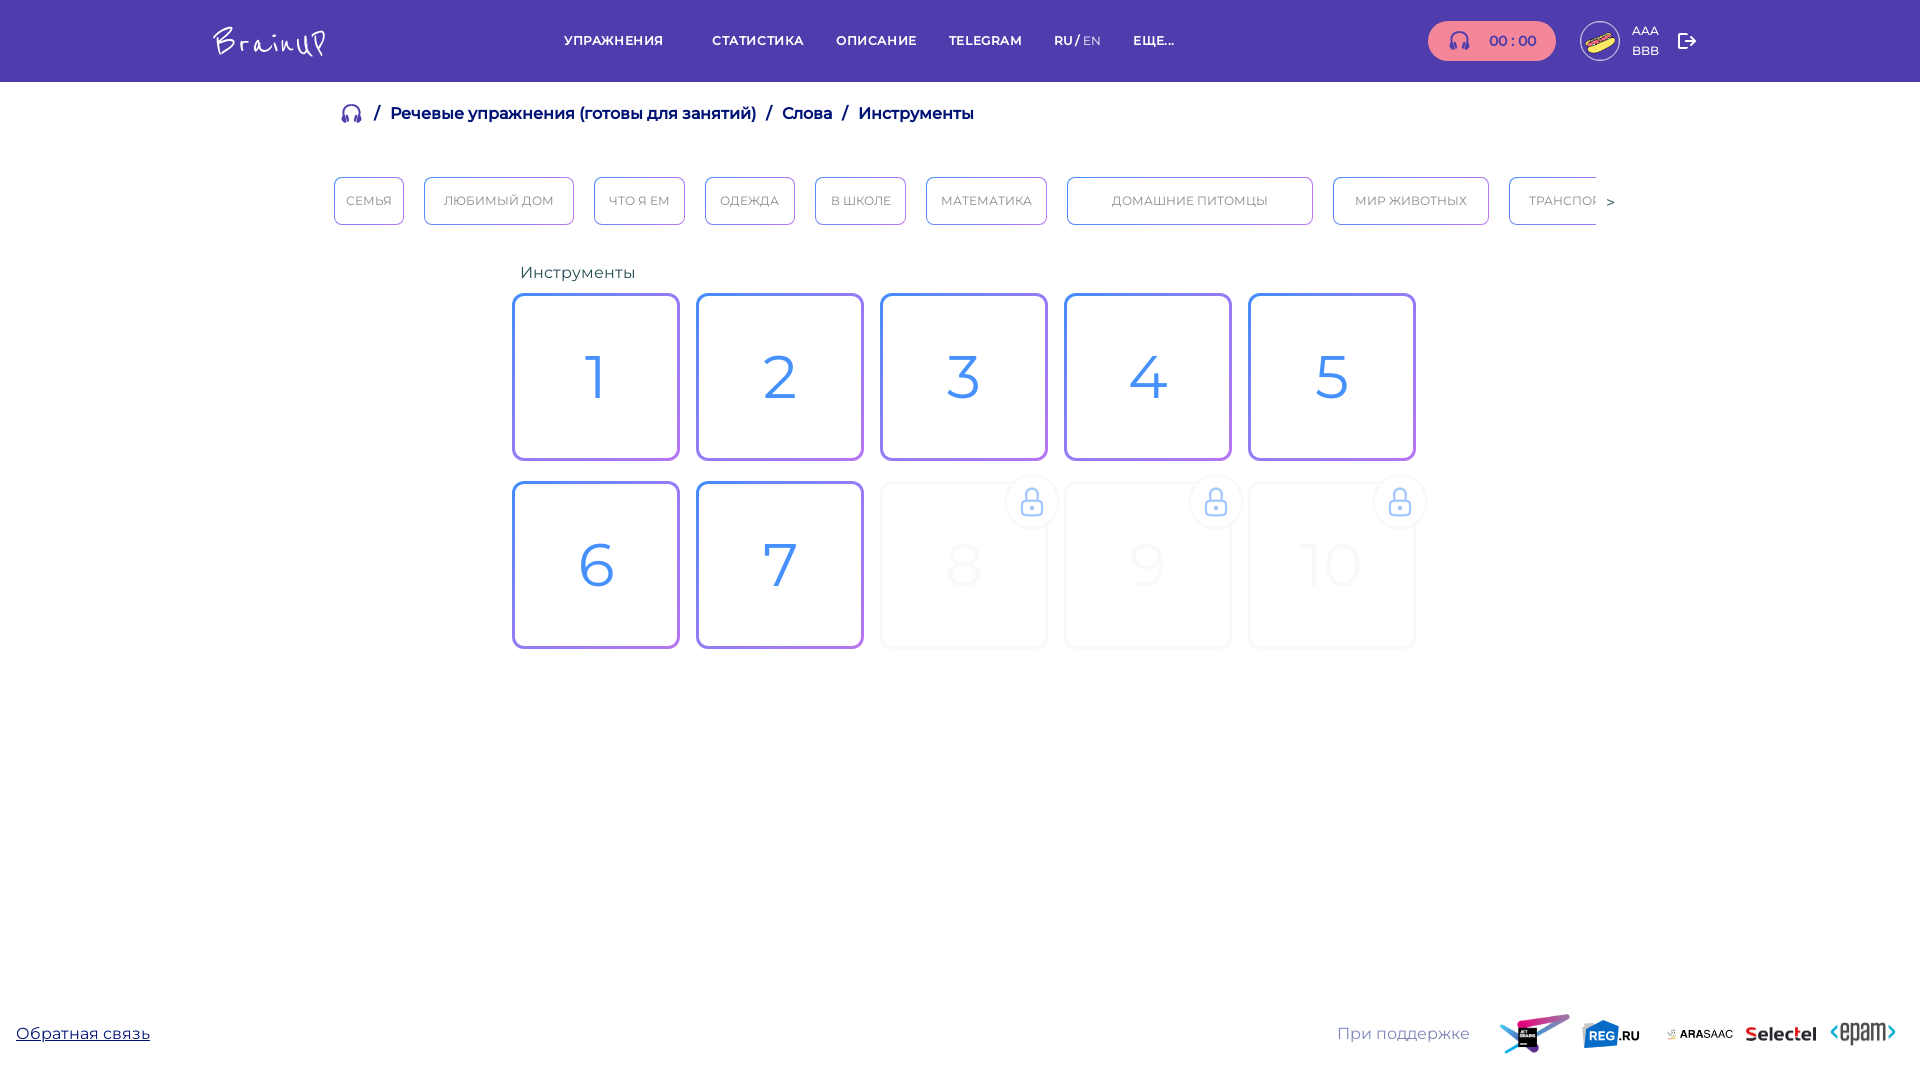 BrainUP УПРАЖНЕНИЯ СТАТИСТИКА ОПИСАНИЕ TELEGRAM RU / EN ЕЩЕ... 00 : 00 AAA BBB
/ Речевые упражнения (готовы для занятий) / Слова / Инструменты
СЕМЬЯ ЛЮБИМЫЙ ДОМ ЧТО Я ЕМ ОДЕЖДА В ШКОЛЕ МАТЕМАТИКА ДОМАШНИЕ ПИТОМЦЫ МИР ЖИВОТНЫХ ТРАНСПОР >
Инструменты
1 2 3 4 5
6 7 8 9 10
Обратная связь При поддержке JET BRAINS REG.RU ARASAAC Selectel <epam>